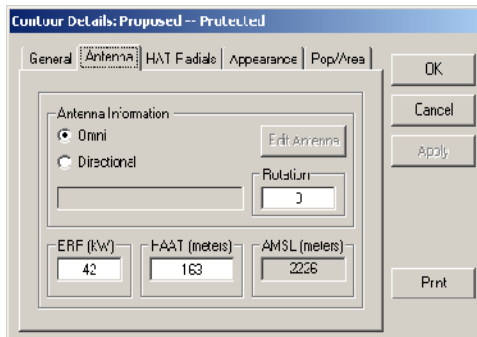 Contour Details: Proposed -- Protected
General Antenna HAT Radials Appearance Pop/Area
OK
Antenna Information
Cancel
Omni
Edit Antenna
Apply
Directional
Rotation
0
ERP (kW) HAAT (meters) AMSL (meters)
42 163 2226
Print